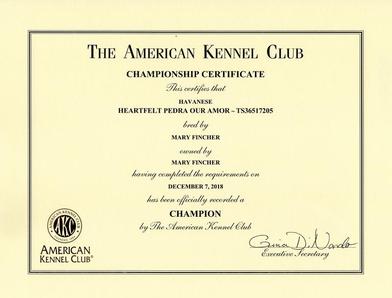 THE AMERICAN KENNEL CLUB
CHAMPIONSHIP CERTIFICATE
This certifies that
HAVANESE
HEARTFELT PEDRA OUR AMOR ~ TS36517205
bred by
MARY FINCHER
owned by
MARY FINCHER
having completed the requirements on
DECEMBER 7, 2018
has been officially recorded a
CHAMPION
by The American Kennel Club
AKC
AMERICAN
KENNEL CLUB®
Gina DiNardo
Executive Secretary